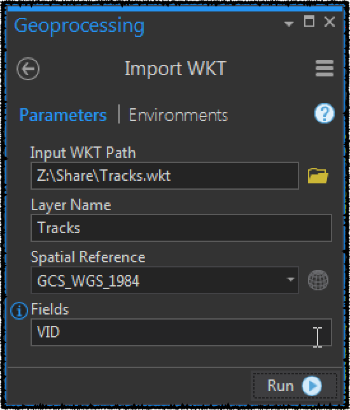 Geoprocessing
Import WKT
Parameters | Environments
Input WKT Path
Z:\Share\Tracks.wkt
Layer Name
Tracks
Spatial Reference
GCS_WGS_1984
Fields
VID
Run